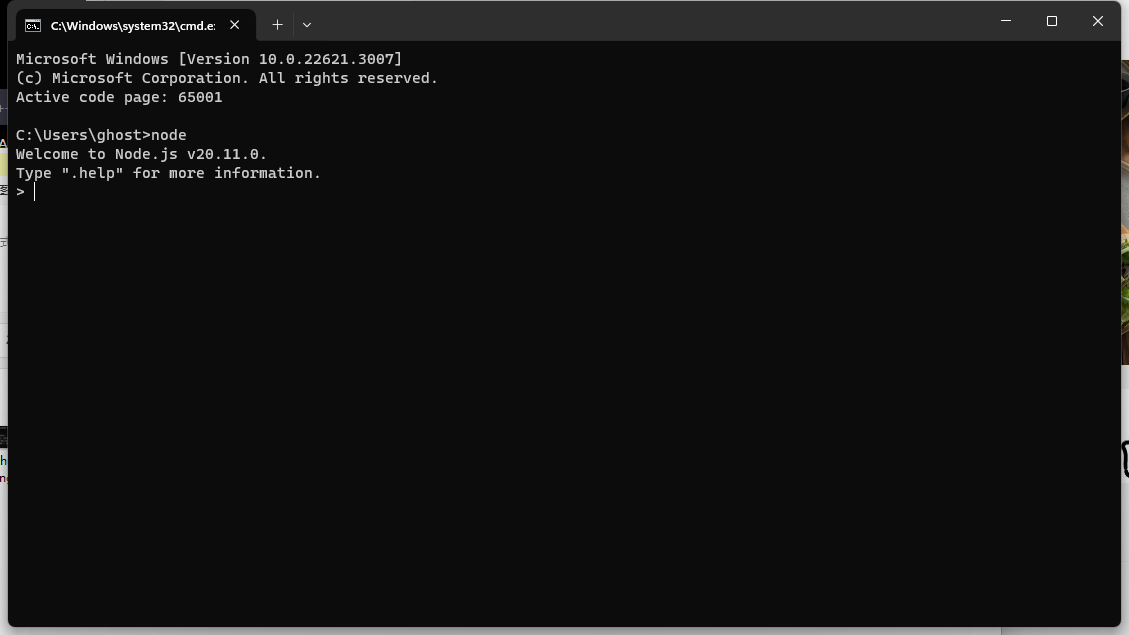 C:\Windows\system32\cmd.e:
Microsoft Windows [Version 10.0.22621.3007]
(c) Microsoft Corporation. All rights reserved.
Active code page: 65001
C:\Users\ghost>node
Welcome to Node.js v20.11.0.
Type ".help" for more information.
>